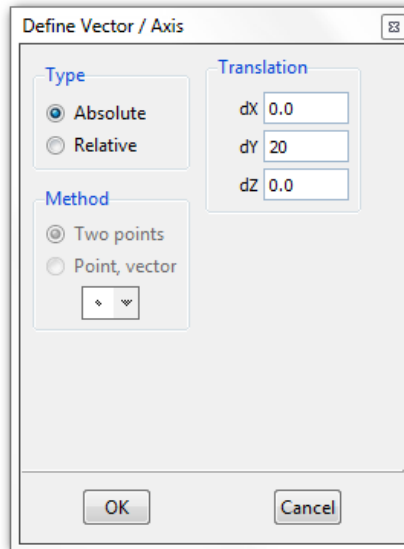 Define Vector / Axis
Type
Absolute
Relative
Method
Two points
Point, vector
Translation
dX 0.0
dY 20
dZ 0.0
OK
Cancel